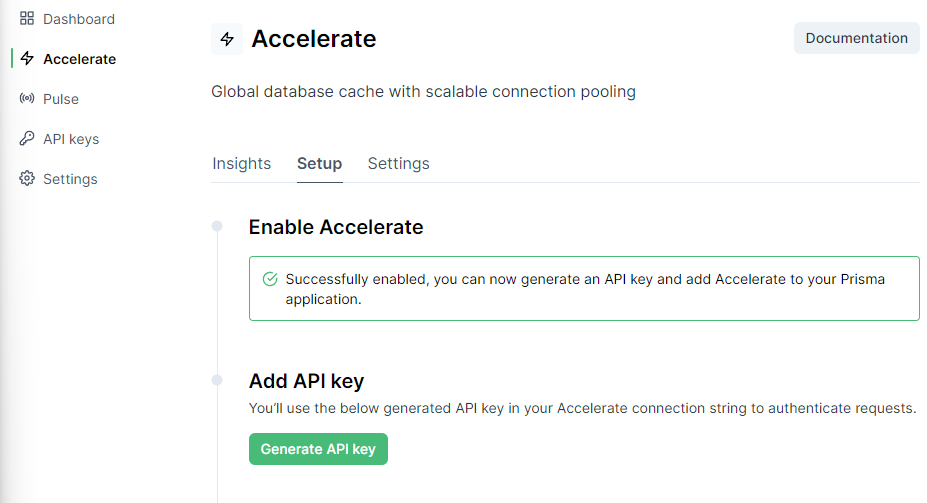 Dashboard
Accelerate
Pulse
API keys
Settings
Accelerate
Documentation
Global database cache with scalable connection pooling
Insights
Setup
Settings
Enable Accelerate
Successfully enabled, you can now generate an API key and add Accelerate to your Prisma
application.
Add API key
You’ll use the below generated API key in your Accelerate connection string to authenticate requests.
Generate API key